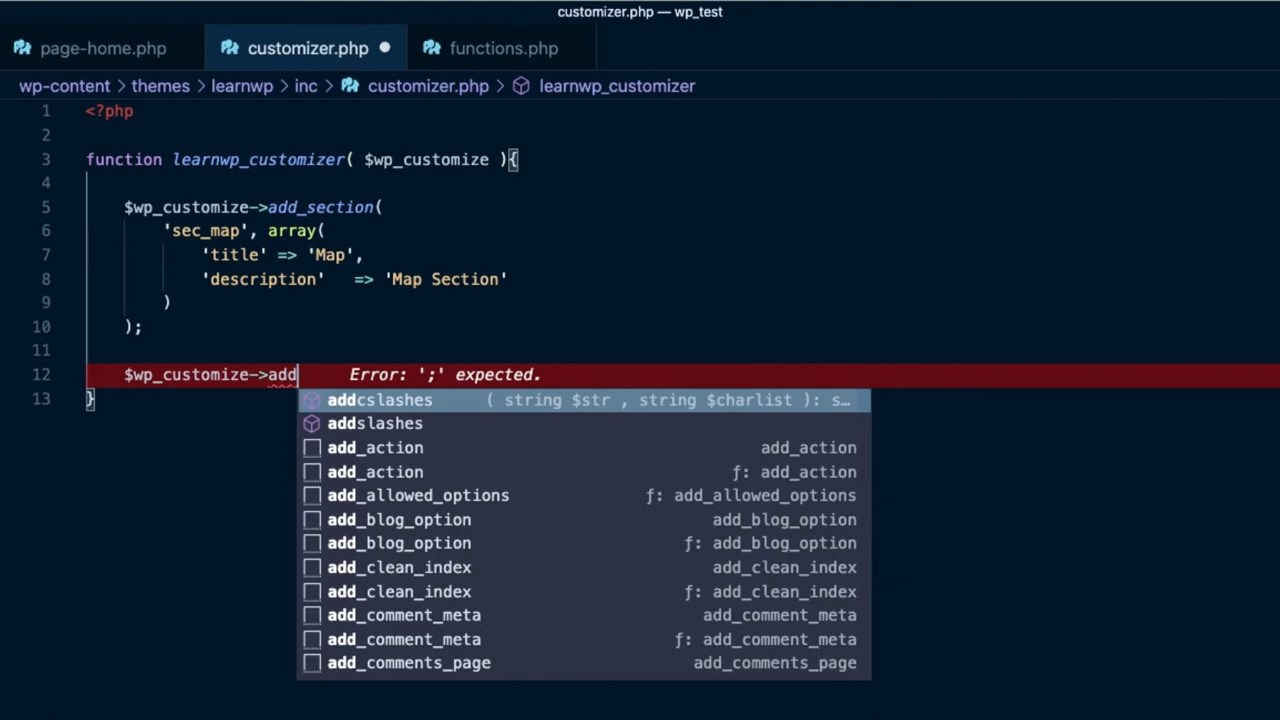 customizer.php — wp_test
page-home.php customizer.php functions.php
wp-content > themes > learnwp > inc > customizer.php > learnwp_customizer
1 <?php
2
3 function learnwp_customizer( $wp_customize ){
4
5 $wp_customize->add_section(
6 'sec_map', array(
7 'title' => 'Map',
8 'description' => 'Map Section'
9 )
10 );
11
12 $wp_customize->add Error: ';' expected.
13 }
addcslashes ( string $str , string $charlist ): s…
addslashes
add_action add_action
add_action ƒ: add_action
add_allowed_options ƒ: add_allowed_options
add_blog_option add_blog_option
add_blog_option ƒ: add_blog_option
add_clean_index add_clean_index
add_clean_index ƒ: add_clean_index
add_comment_meta add_comment_meta
add_comment_meta ƒ: add_comment_meta
add_comments_page add_comments_page